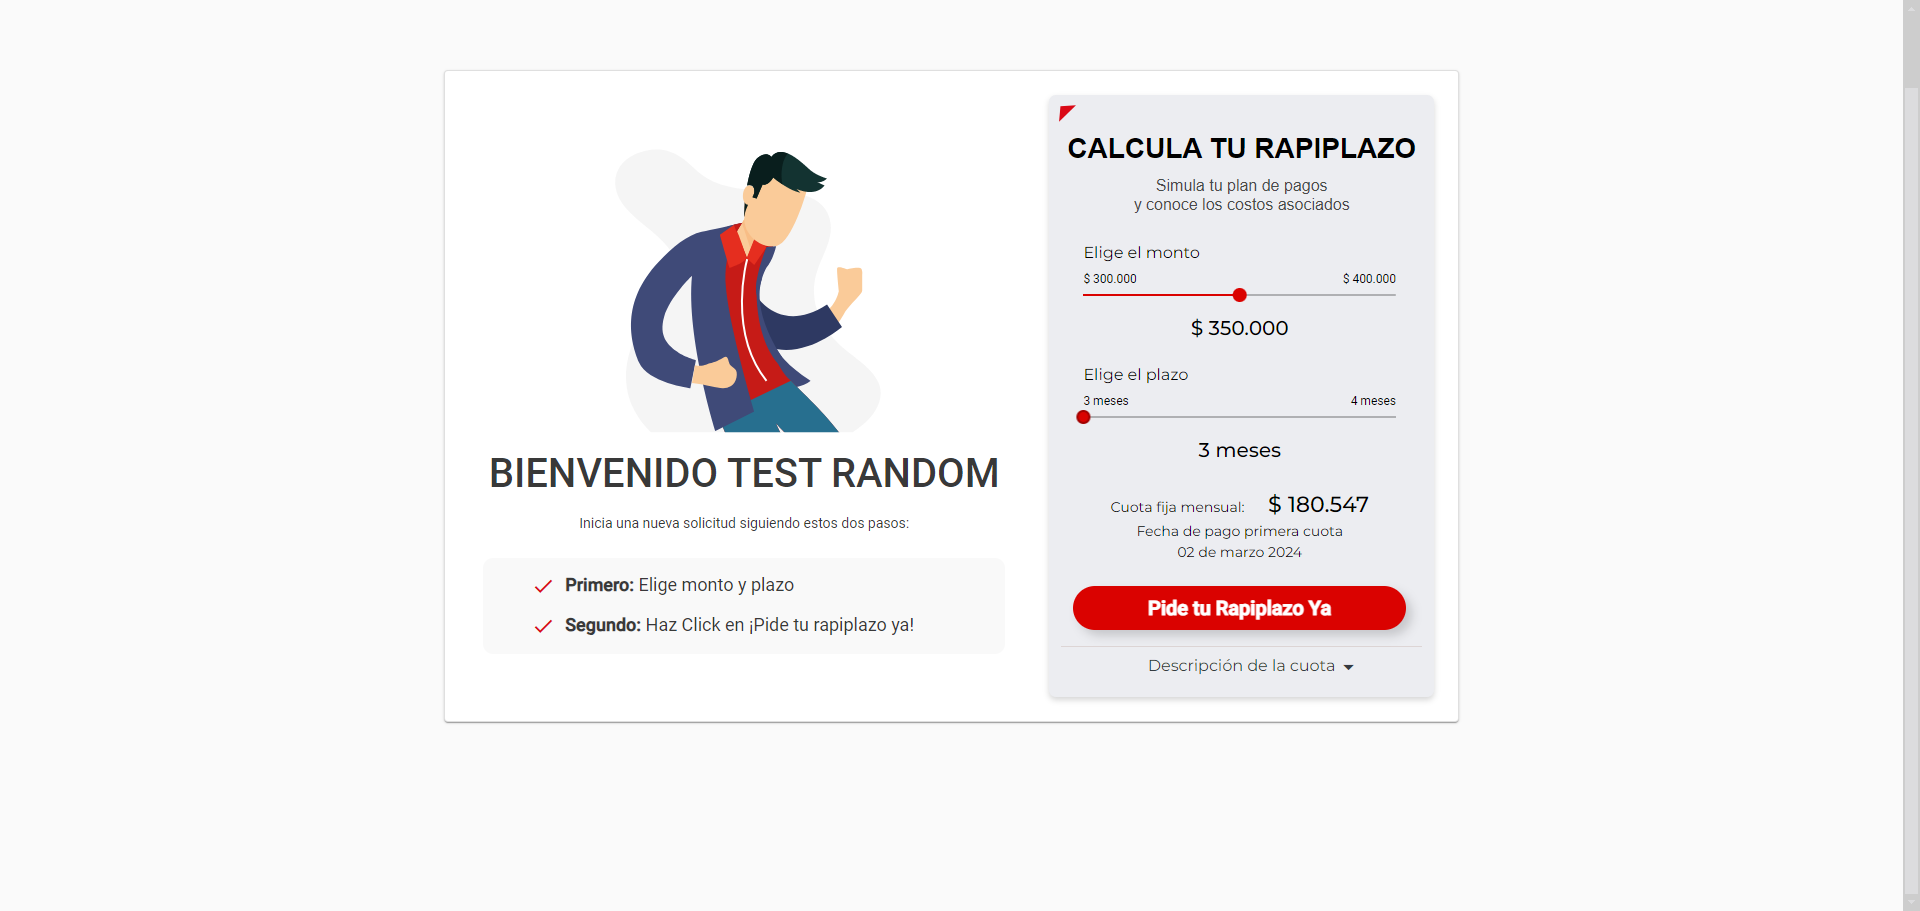 BIENVENIDO TEST RANDOM
Inicia una nueva solicitud siguiendo estos dos pasos:
Primero: Elige monto y plazo
Segundo: Haz Click en ¡Pide tu rapiplazo ya!
CALCULA TU RAPIPLAZO
Simula tu plan de pagos
y conoce los costos asociados
Elige el monto
$ 300.000 $ 400.000
$ 350.000
Elige el plazo
3 meses 4 meses
3 meses
Cuota fija mensual: $ 180.547
Fecha de pago primera cuota
02 de marzo 2024
Pide tu Rapiplazo Ya
Descripción de la cuota